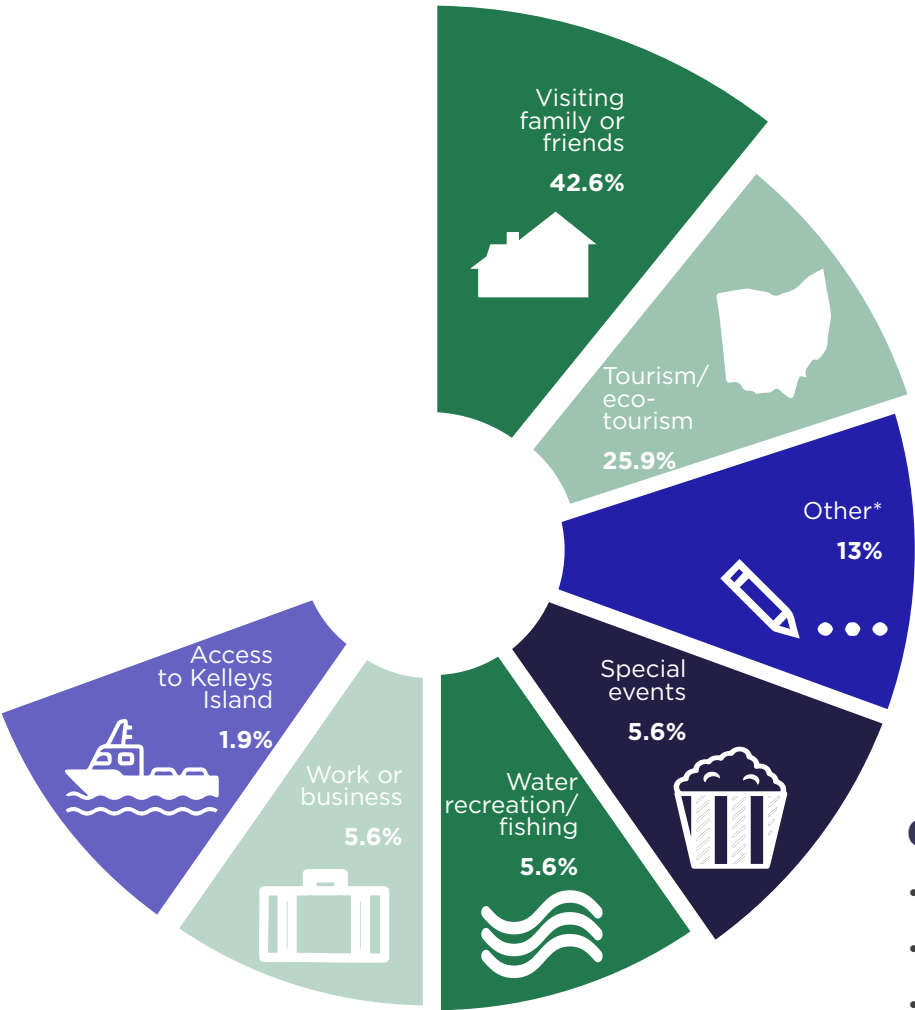 Visiting
family or
friends
42.6%
Tourism/
eco-
tourism
25.9%
Other*
13%
Special
events
5.6%
Water
recreation/
fishing
5.6%
Work or
business
5.6%
Access
to Kelleys
Island
1.9%